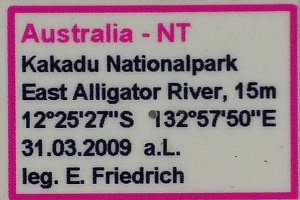 Australia - NT
Kakadu Nationalpark
East Alligator River, 15m
12°25'27"S 132°57'50"E
31.03.2009 a.L.
leg. E. Friedrich